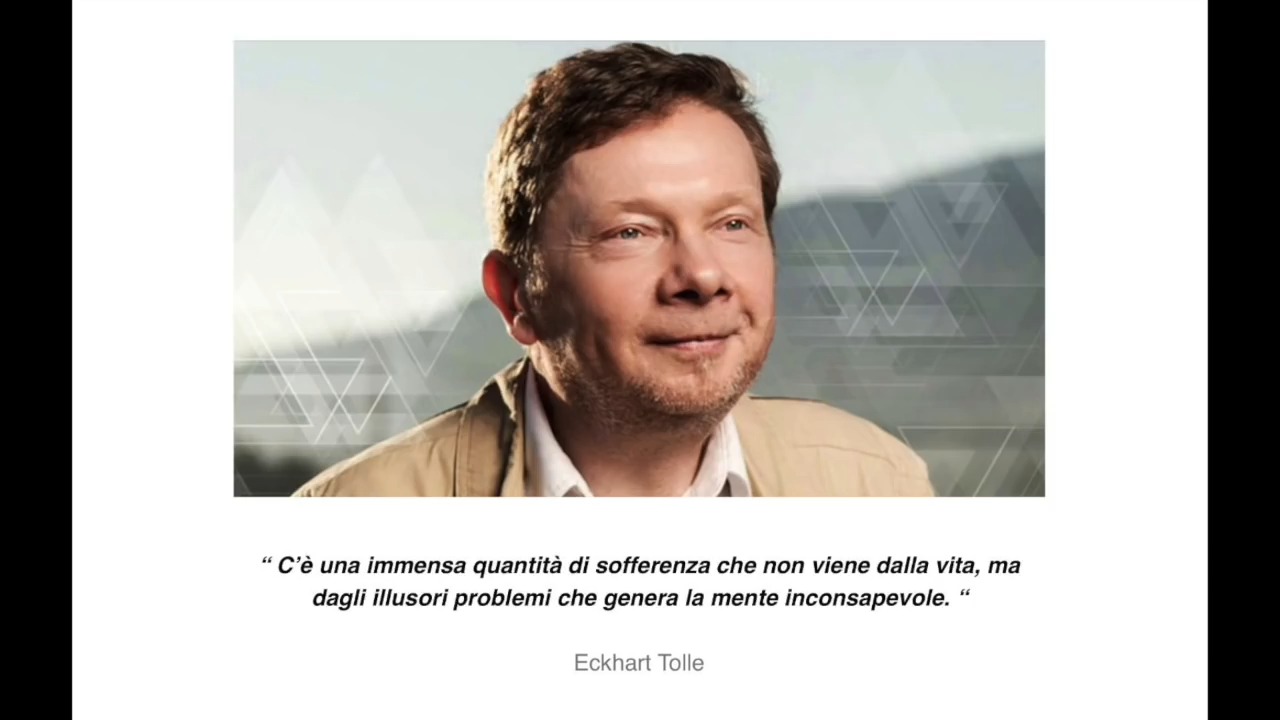 “ C’è una immensa quantità di sofferenza che non viene dalla vita, ma
dagli illusori problemi che genera la mente inconsapevole. “
Eckhart Tolle